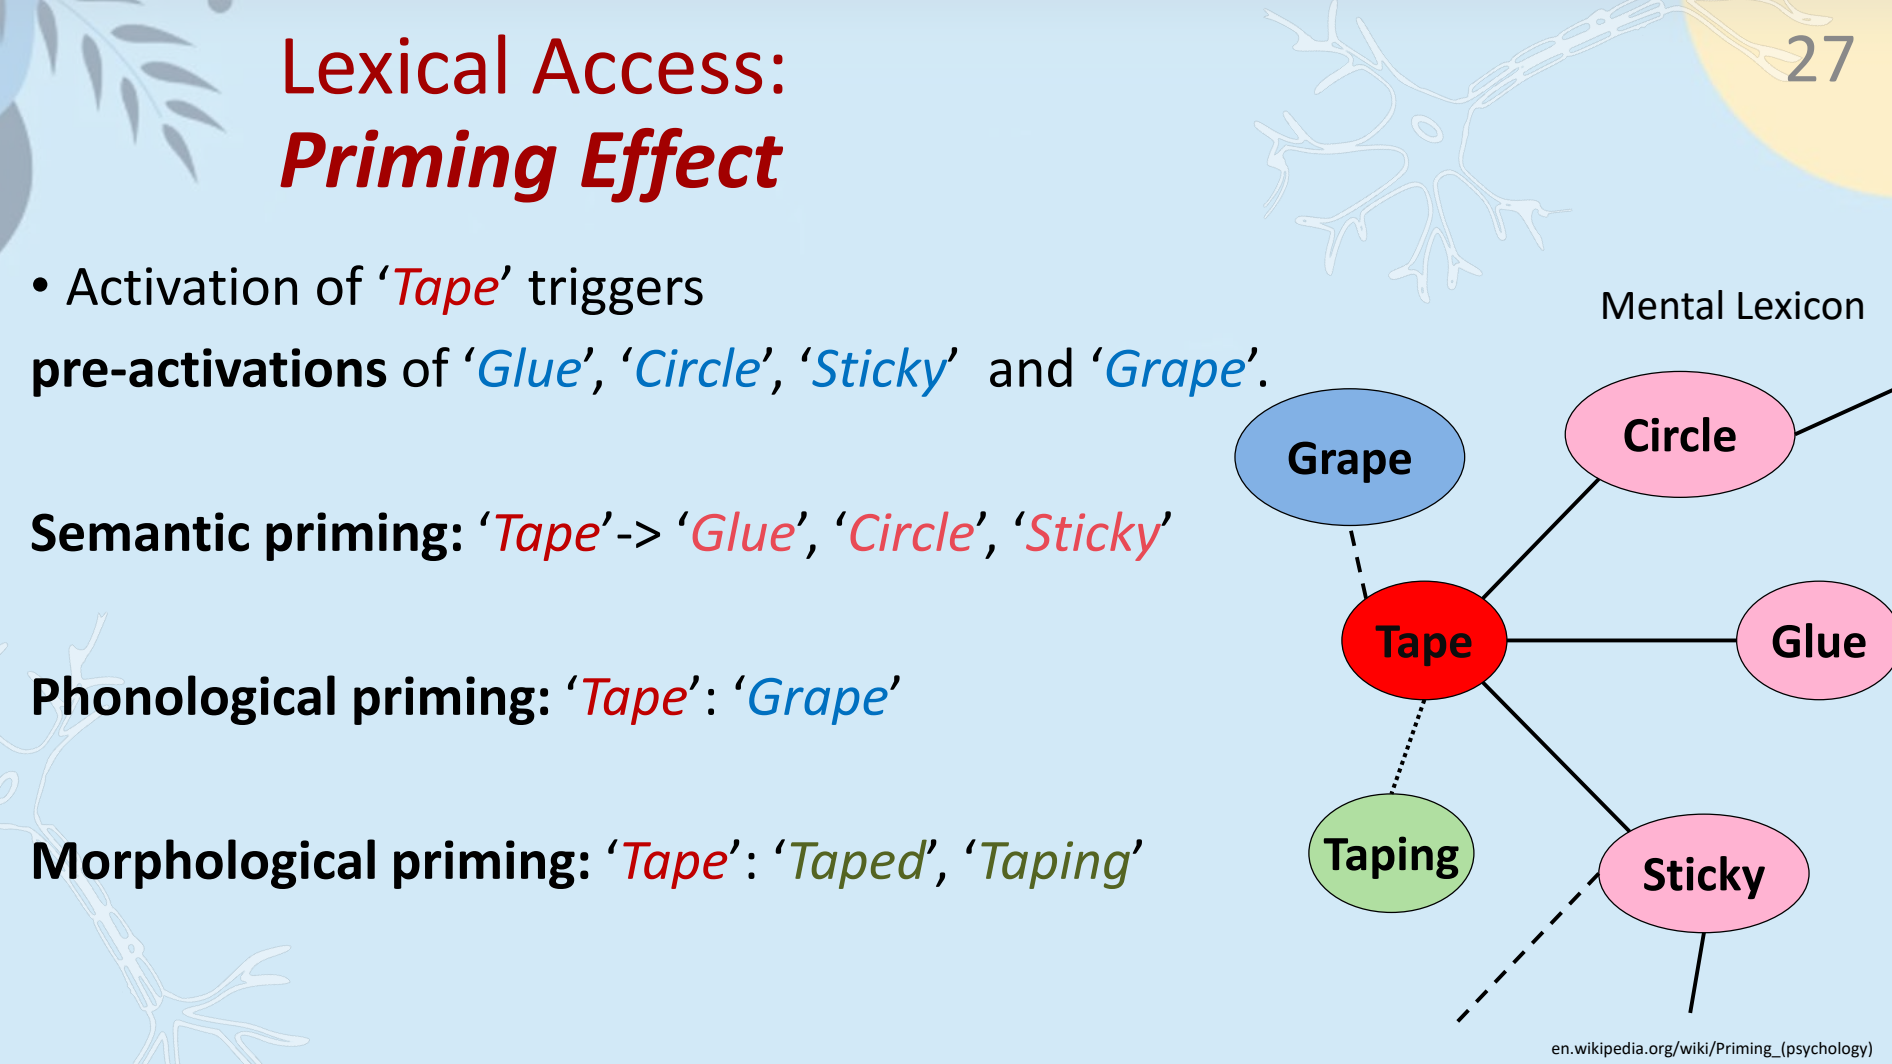 27
Lexical Access:
Priming Effect
• Activation of ‘Tape’ triggers
pre-activations of ‘Glue’, ‘Circle’, ‘Sticky’ and ‘Grape’.
Semantic priming: ‘Tape’-> ‘Glue’, ‘Circle’, ‘Sticky’
Phonological priming: ‘Tape’: ‘Grape’
Morphological priming: ‘Tape’: ‘Taped’, ‘Taping’
Mental Lexicon
Circle
Grape
Tape
Glue
Taping
Sticky
en.wikipedia.org/wiki/Priming_(psychology)